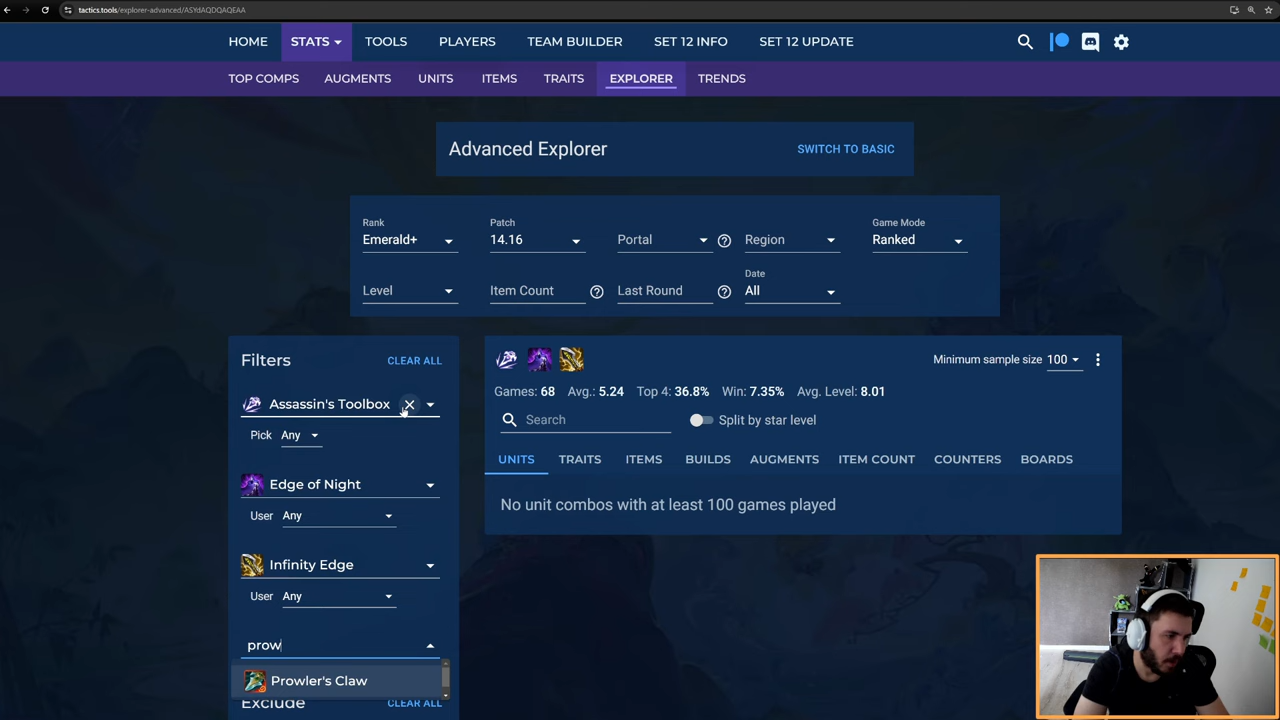 tactics.tools/explorer-advanced/ASYdAQDQAQEAA
HOME STATS TOOLS PLAYERS TEAM BUILDER SET 12 INFO SET 12 UPDATE
TOP COMPS AUGMENTS UNITS ITEMS TRAITS EXPLORER TRENDS
Advanced Explorer SWITCH TO BASIC
Rank Patch Game Mode
Emerald+ 14.16 Portal Region Ranked
Date
Level Item Count Last Round All
Filters CLEAR ALL
Assassin's Toolbox
Pick Any
Edge of Night
User Any
Infinity Edge
User Any
prow
Prowler's Claw
Exclude CLEAR ALL
Minimum sample size 100
Games: 68 Avg.: 5.24 Top 4: 36.8% Win: 7.35% Avg. Level: 8.01
Search Split by star level
UNITS TRAITS ITEMS BUILDS AUGMENTS ITEM COUNT COUNTERS BOARDS
No unit combos with at least 100 games played